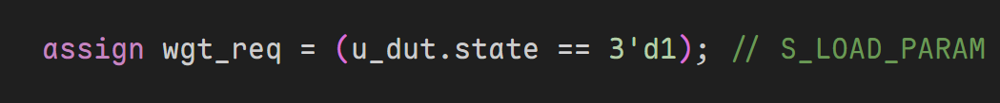 assign wgt_req = (u_dut.state == 3'd1); // S_LOAD_PARAM